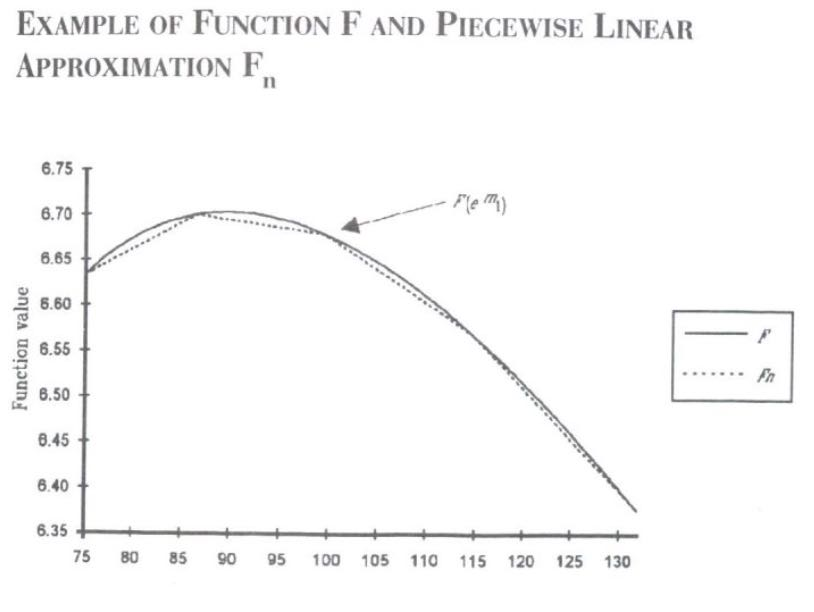 EXAMPLE OF FUNCTION F AND PIECEWISE LINEAR
APPROXIMATION Fn
6.75
6.70
F(e m1)
6.65
6.60
6.55
6.50
6.45
6.40
6.35
Function value
F
Fn
75 80 85 90 95 100 105 110 115 120 125 130